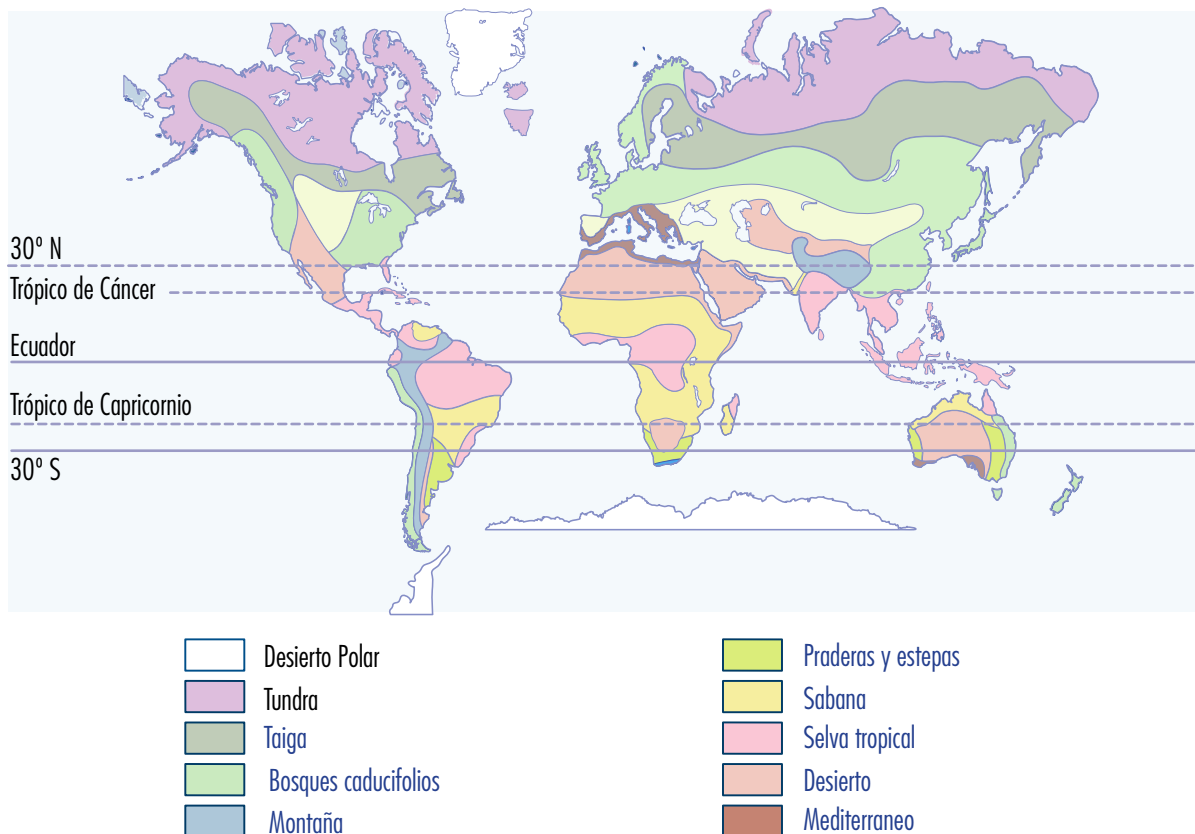 30º N
Trópico de Cáncer
Ecuador
Trópico de Capricornio
30º S
Desierto Polar
Tundra
Taiga
Bosques caducifolios
Montaña
Praderas y estepas
Sabana
Selva tropical
Desierto
Mediterraneo